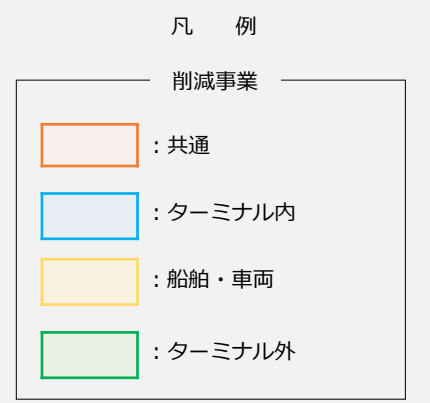 凡　例
削減事業
：共通
：ターミナル内
：船舶・車両
：ターミナル外